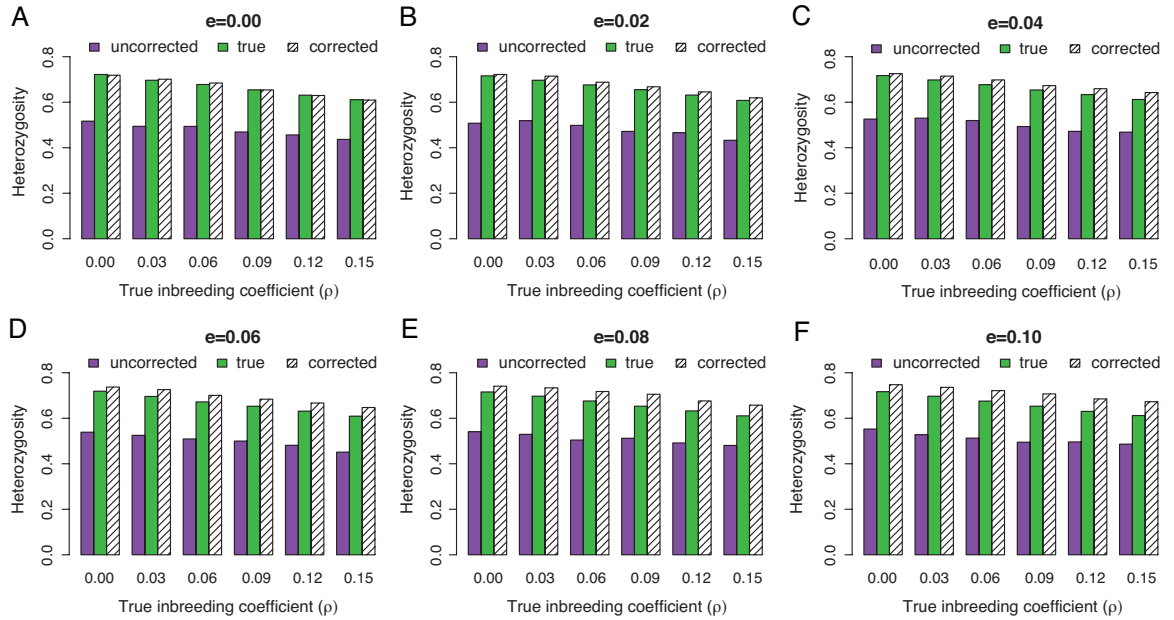 A
e=0.00
uncorrected true corrected
Heterozygosity
0.8
0.6
0.4
0.2
0.0
0.00 0.03 0.06 0.09 0.12 0.15
True inbreeding coefficient (ρ)
B
e=0.02
uncorrected true corrected
Heterozygosity
0.8
0.6
0.4
0.2
0.0
0.00 0.03 0.06 0.09 0.12 0.15
True inbreeding coefficient (ρ)
C
e=0.04
uncorrected true corrected
Heterozygosity
0.8
0.6
0.4
0.2
0.0
0.00 0.03 0.06 0.09 0.12 0.15
True inbreeding coefficient (ρ)
D
e=0.06
uncorrected true corrected
Heterozygosity
0.8
0.6
0.4
0.2
0.0
0.00 0.03 0.06 0.09 0.12 0.15
True inbreeding coefficient (ρ)
E
e=0.08
uncorrected true corrected
Heterozygosity
0.8
0.6
0.4
0.2
0.0
0.00 0.03 0.06 0.09 0.12 0.15
True inbreeding coefficient (ρ)
F
e=0.10
uncorrected true corrected
Heterozygosity
0.8
0.6
0.4
0.2
0.0
0.00 0.03 0.06 0.09 0.12 0.15
True inbreeding coefficient (ρ)